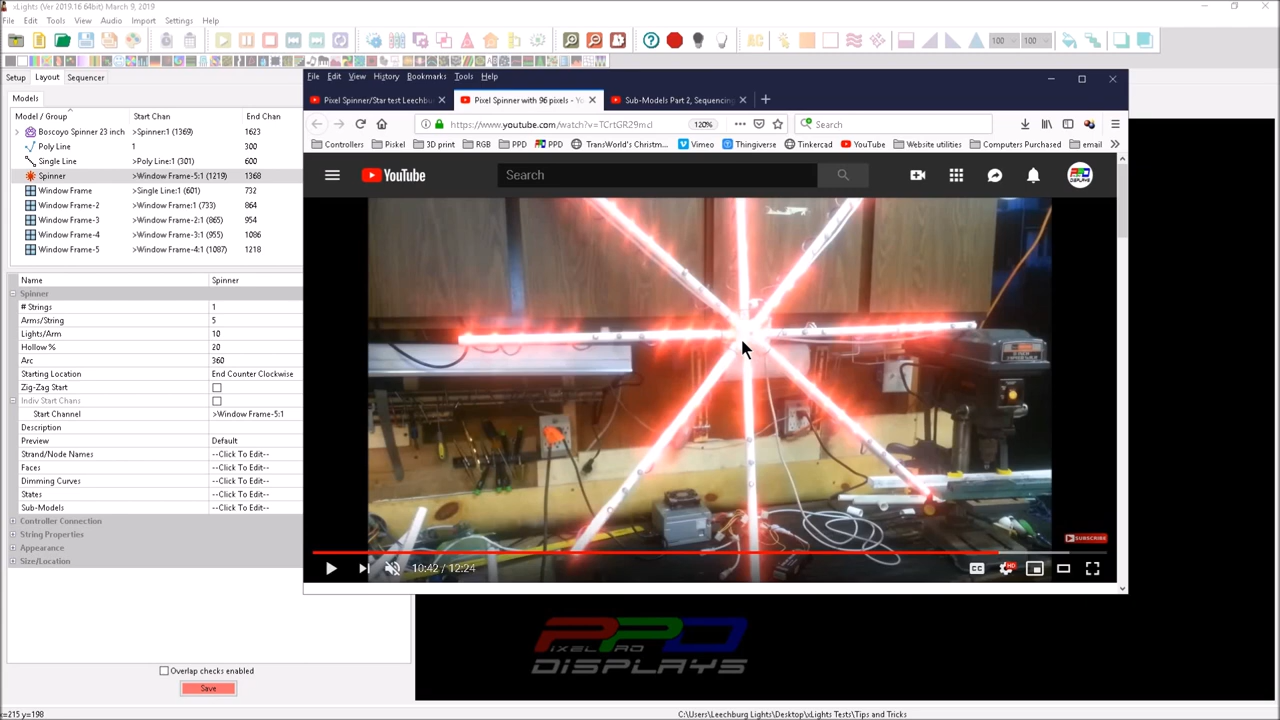 xLights (Ver 2019.16 64bit) March 9, 2019
File Edit Tools View Audio Import Settings Help
100 100
Setup Layout Sequencer
Models
Model / Group Start Chan End Chan
Boscoyo Spinner 23 inch >Spinner:1 (1369) 1623
Poly Line 1 300
Single Line >Poly Line:1 (301) 600
Spinner >Window Frame-5:1 (1219) 1368
Window Frame >Single Line:1 (601) 732
Window Frame-2 >Window Frame:1 (733) 864
Window Frame-3 >Window Frame-2:1 (865) 954
Window Frame-4 >Window Frame-3:1 (955) 1086
Window Frame-5 >Window Frame-4:1 (1087) 1218
Name Spinner
Spinner
# Strings 1
Arms/String 5
Lights/Arm 10
Hollow % 20
Arc 360
Starting Location End Counter Clockwise
Zig-Zag Start
Indiv Start Chans
Start Channel >Window Frame-5:1
Description
Preview Default
Strand/Node Names --Click To Edit--
Faces --Click To Edit--
Dimming Curves --Click To Edit--
States --Click To Edit--
Sub-Models --Click To Edit--
Controller Connection
String Properties
Appearance
Size/Location
Overlap checks enabled
Save
File Edit View History Bookmarks Tools Help
Pixel Spinner/Star test Leechbu
Pixel Spinner with 96 pixels - Yo
Sub-Models Part 2, Sequencing
https://www.youtube.com/watch?v=TCrtGR29mcI 120% Search
Controllers Piskel 3D print RGB PPD PPD TransWorld's Christm... Vimeo Thingiverse Tinkercad YouTube Website utilities Computers Purchased email
YouTube Search
PPD DISPLAYS
SUBSCRIBE
10:42 / 12:24
CC HD
PPD
PIXEL PRO
DISPLAYS
x=215 y=198 C:\Users\Leechburg Lights\Desktop\xLights Tests\Tips and Tricks